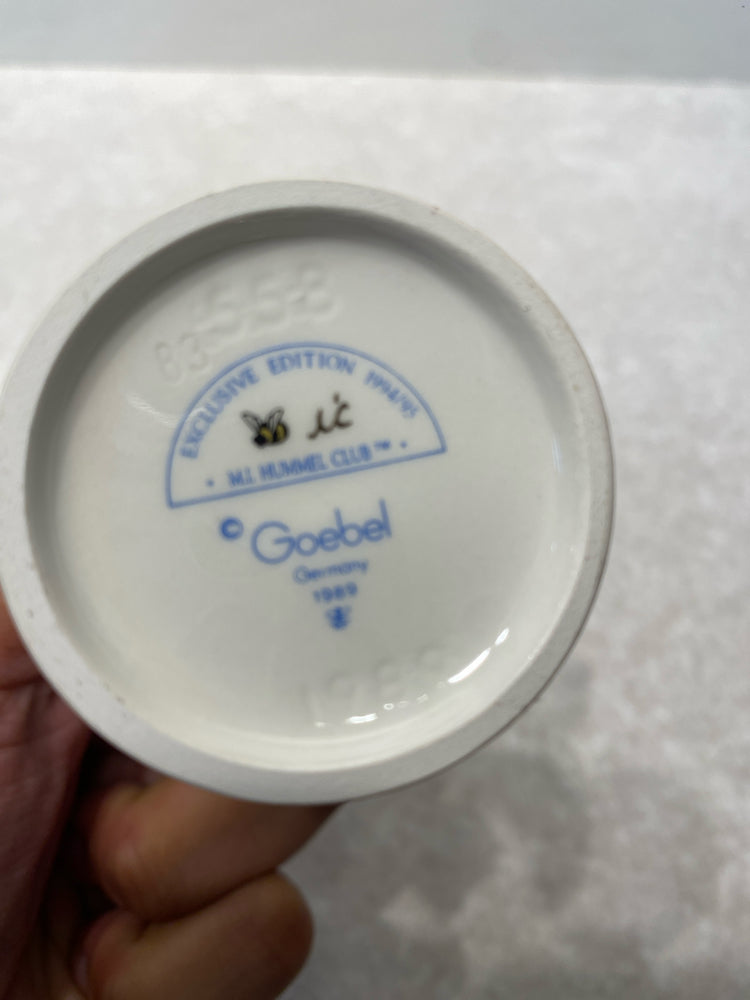 EXCLUSIVE EDITION 1994/95
M.I. HUMMEL CLUB™
© Goebel
Germany
1989